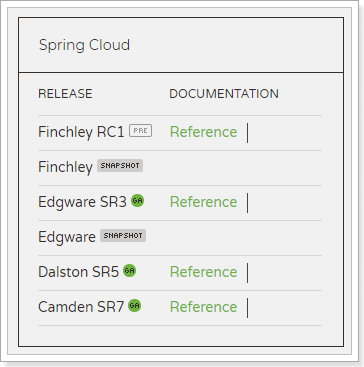 Spring Cloud
RELEASE DOCUMENTATION
Finchley RC1 PRE Reference
Finchley SNAPSHOT
Edgware SR3 GA Reference
Edgware SNAPSHOT
Dalston SR5 GA Reference
Camden SR7 GA Reference